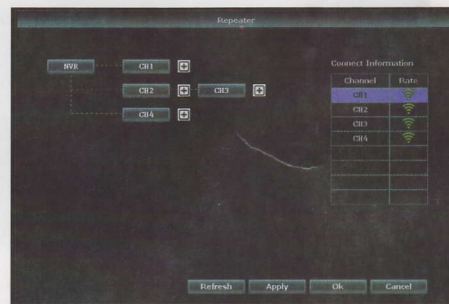 Repeater
NVR CH1
CH2 CH3
CH4
Connect Information
Channel Rate
CH1
CH2
CH3
CH4
Refresh Apply Ok Cancel